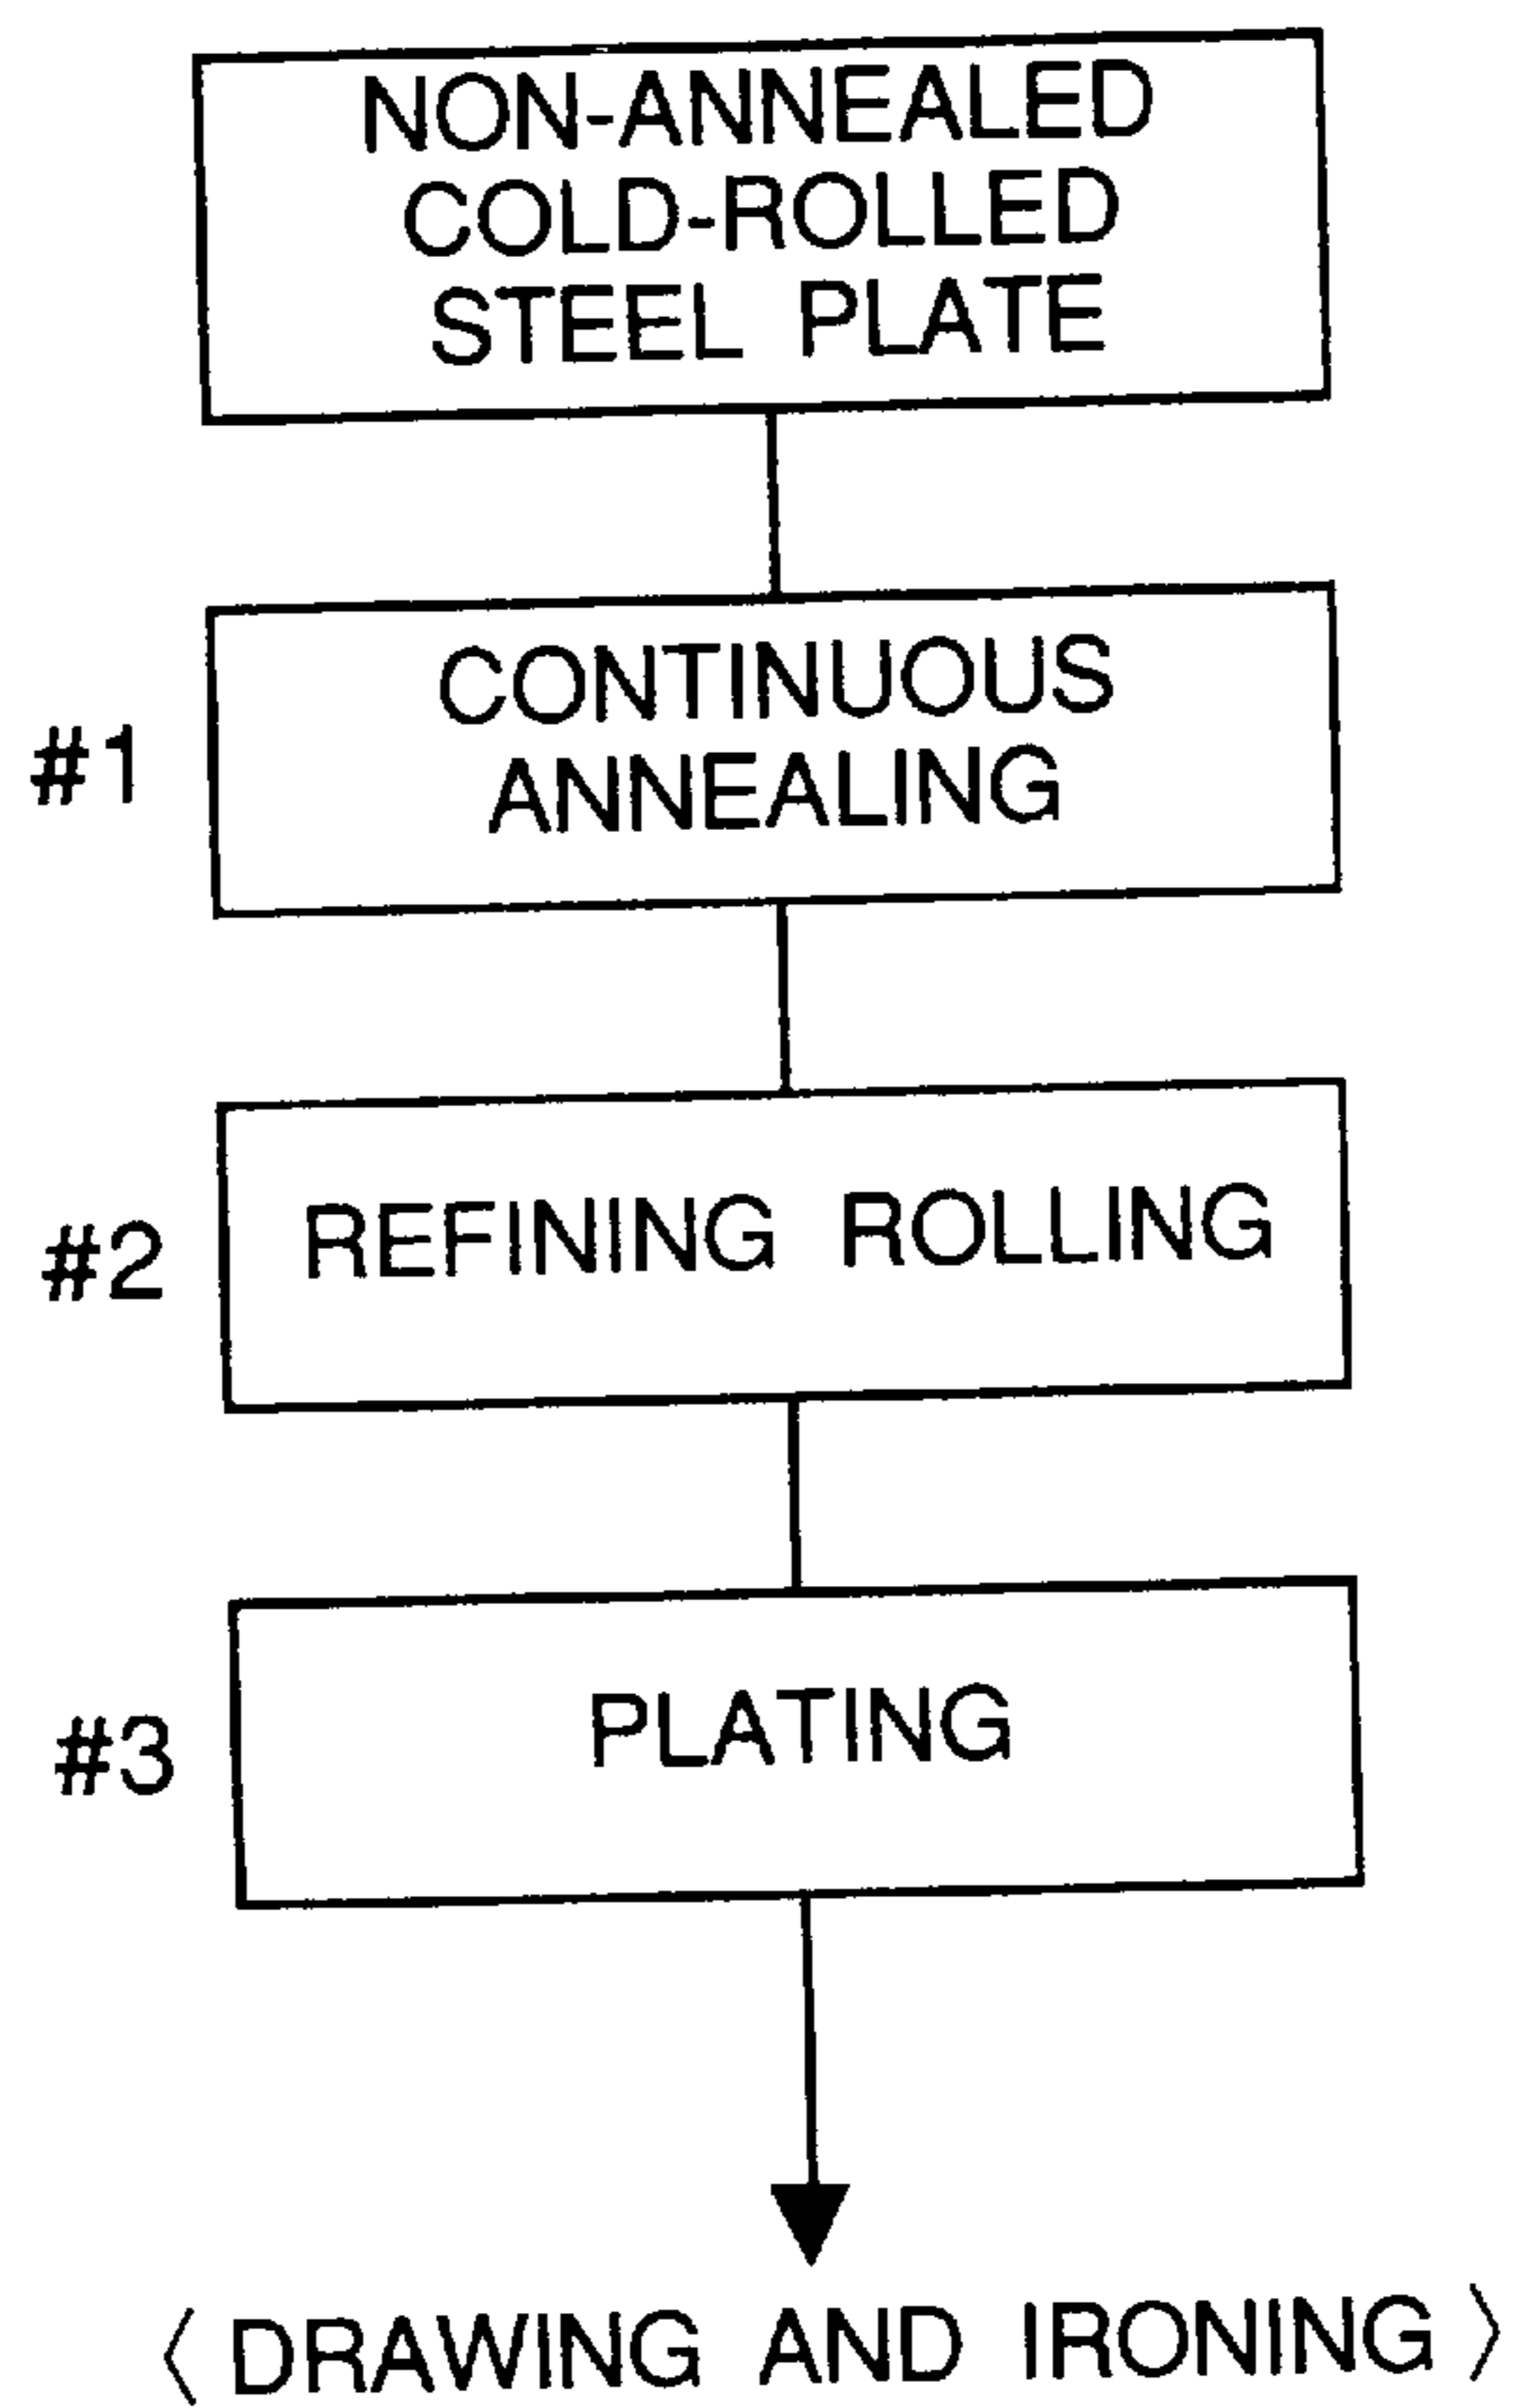 NON-ANNEALED
COLD-ROLLED
STEEL PLATE
CONTINUOUS
#1
ANNEALING
#2
REFINING ROLLING
#3
PLATING
〈 DRAWING AND IRONING 〉